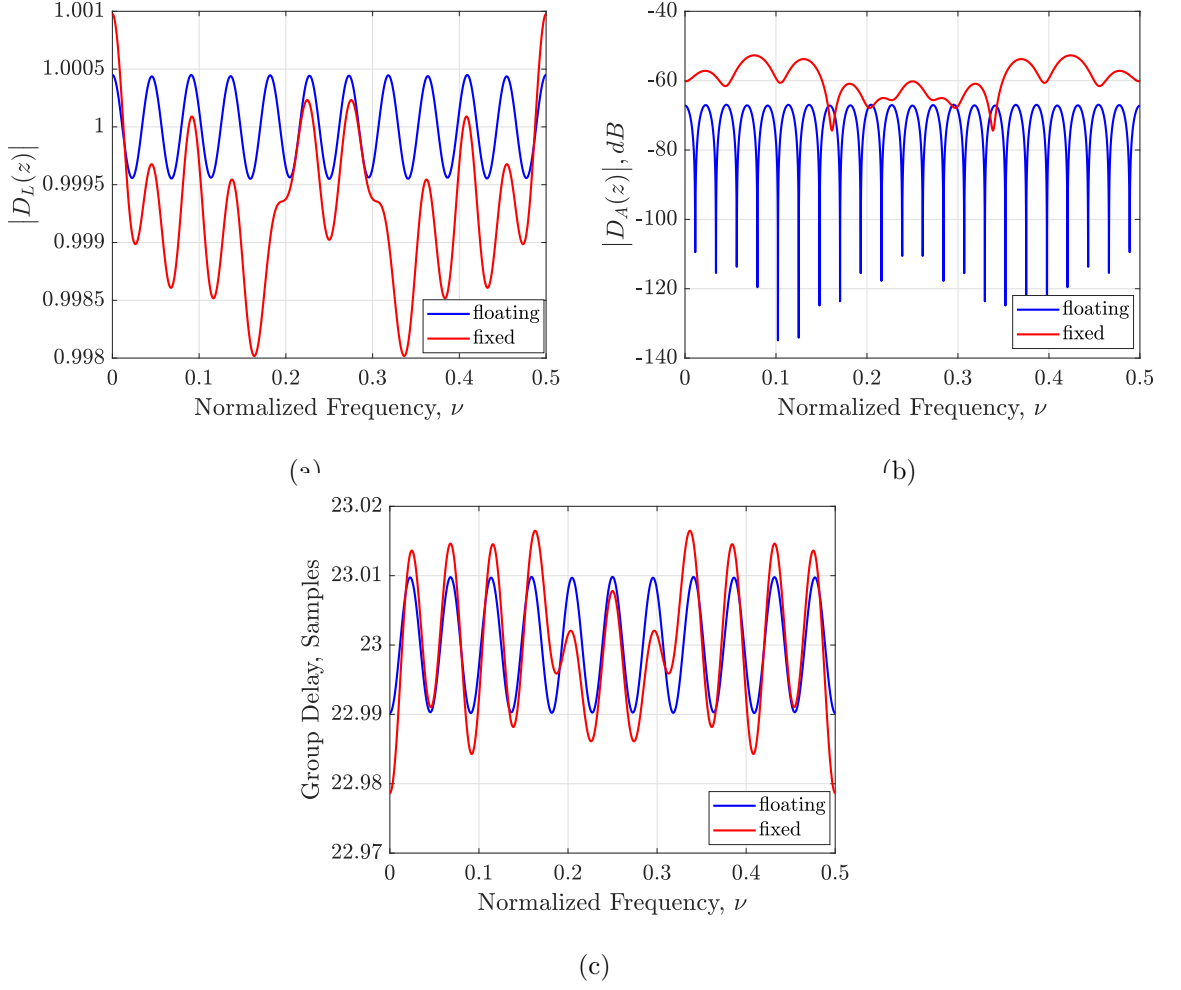 1.001
1.0005
1
0.9995
0.999
0.9985
0.998
|D_L(z)|
0 0.1 0.2 0.3 0.4 0.5
Normalized Frequency, ν
floating
fixed
-40
-60
-80
-100
-120
-140
|D_A(z)|, dB
0 0.1 0.2 0.3 0.4 0.5
Normalized Frequency, ν
floating
fixed
(a)
(b)
23.02
23.01
23
22.99
22.98
22.97
Group Delay, Samples
0 0.1 0.2 0.3 0.4 0.5
Normalized Frequency, ν
floating
fixed
(c)